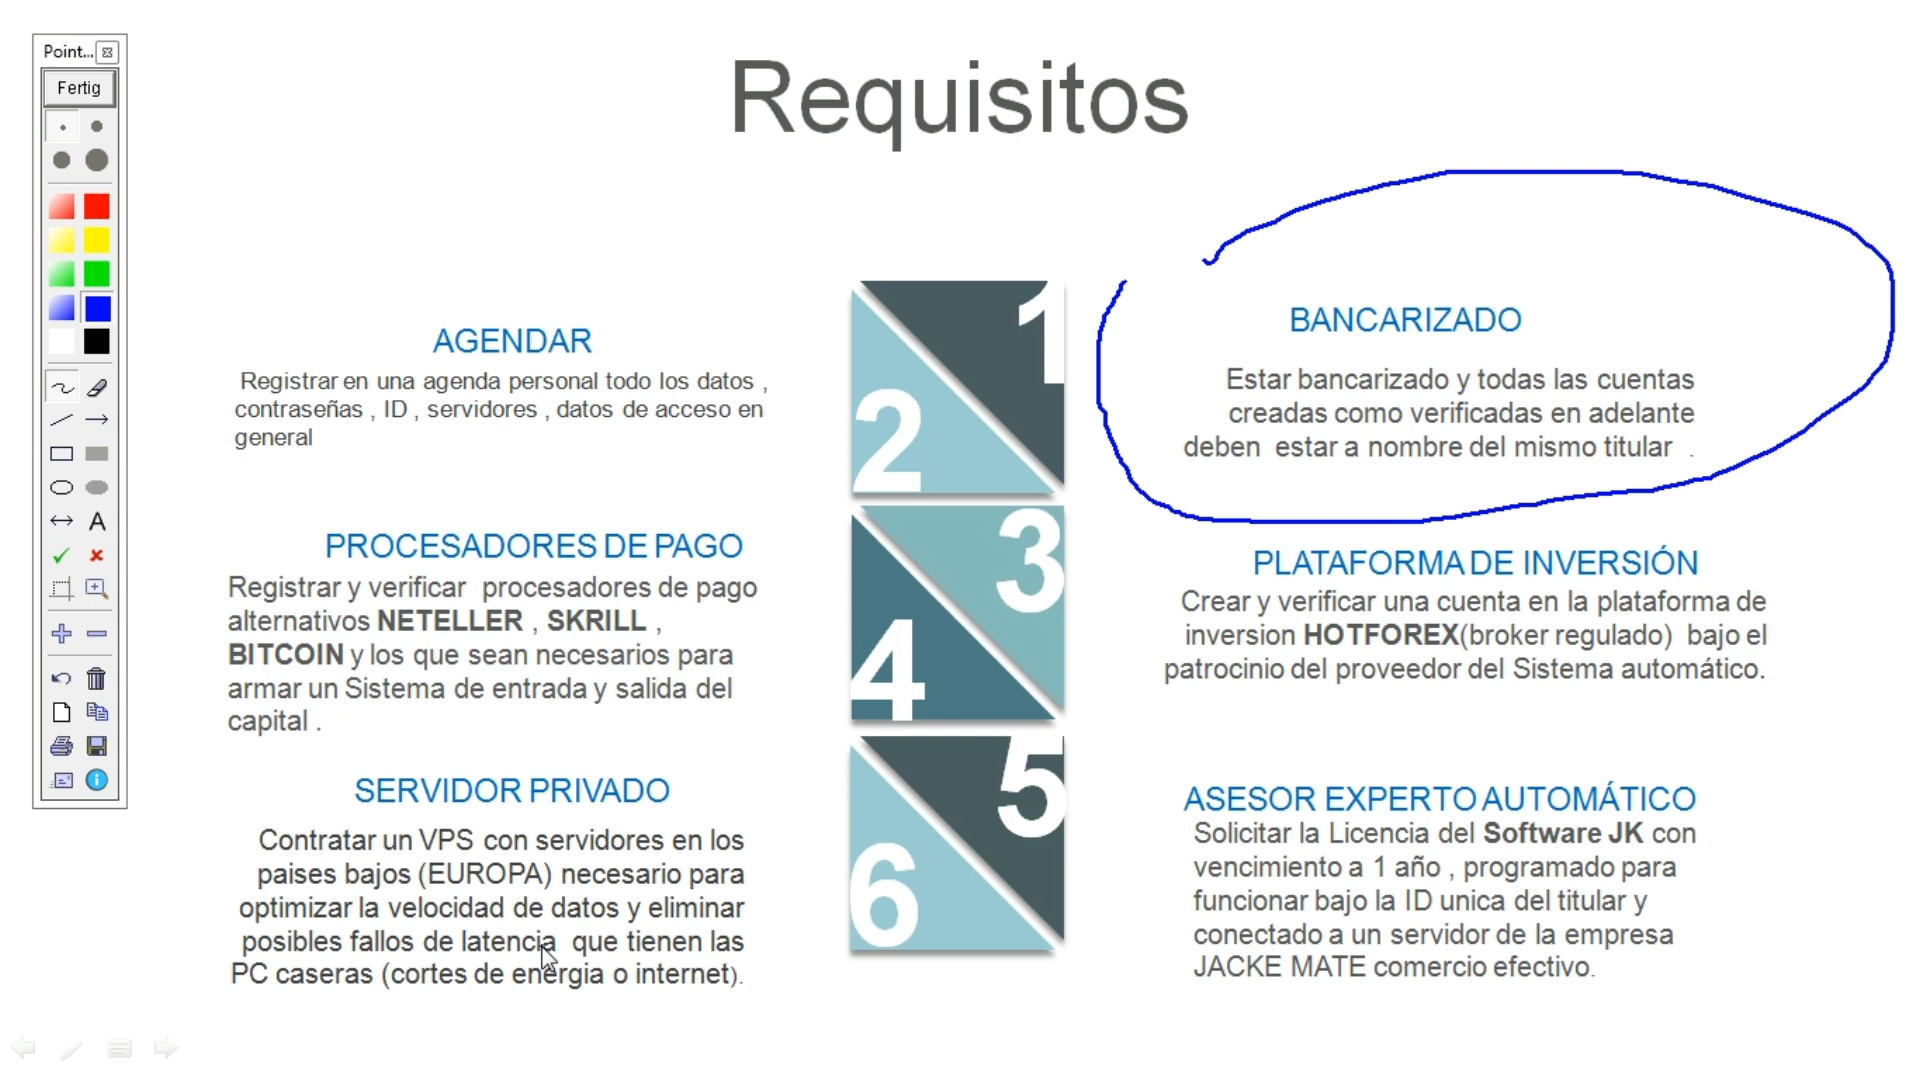 Point...
Fertig
A
Requisitos
1
BANCARIZADO
Estar bancarizado y todas las cuentas
creadas como verificadas en adelante
deben estar a nombre del mismo titular .
AGENDAR
Registrar en una agenda personal todo los datos ,
contraseñas , ID , servidores , datos de acceso en
general
2
3
PLATAFORMA DE INVERSIÓN
Crear y verificar una cuenta en la plataforma de
inversion HOTFOREX(broker regulado) bajo el
patrocinio del proveedor del Sistema automático.
PROCESADORES DE PAGO
Registrar y verificar procesadores de pago
alternativos NETELLER , SKRILL ,
BITCOIN y los que sean necesarios para
armar un Sistema de entrada y salida del
capital .
4
5
ASESOR EXPERTO AUTOMÁTICO
Solicitar la Licencia del Software JK con
vencimiento a 1 año , programado para
funcionar bajo la ID unica del titular y
conectado a un servidor de la empresa
JACKE MATE comercio efectivo.
SERVIDOR PRIVADO
Contratar un VPS con servidores en los
paises bajos (EUROPA) necesario para
optimizar la velocidad de datos y eliminar
posibles fallos de latencia que tienen las
PC caseras (cortes de energia o internet).
6